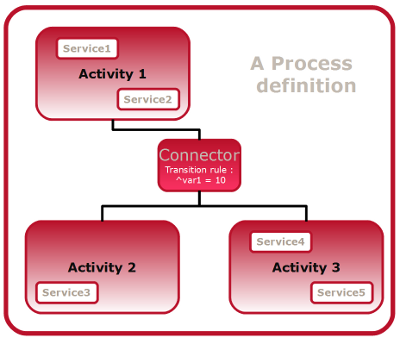 Service1
Activity 1
Service2
A Process
definition
Connector
Transition rule :
^var1 = 10
Activity 2
Service3
Service4
Activity 3
Service5